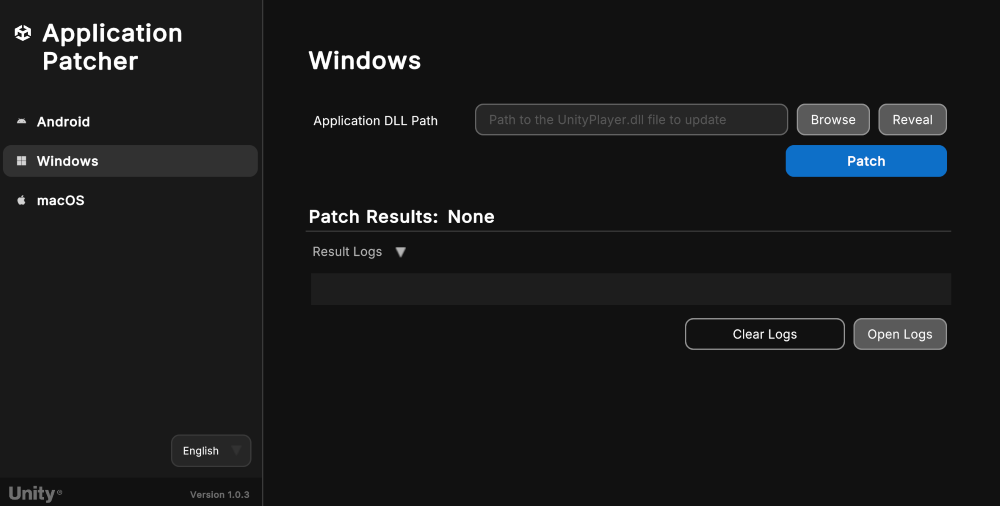 Application
Patcher
Android
Windows
macOS
English
Unity®
Version 1.0.3
Windows
Application DLL Path
Path to the UnityPlayer.dll file to update
Browse
Reveal
Patch
Patch Results: None
Result Logs
Clear Logs
Open Logs